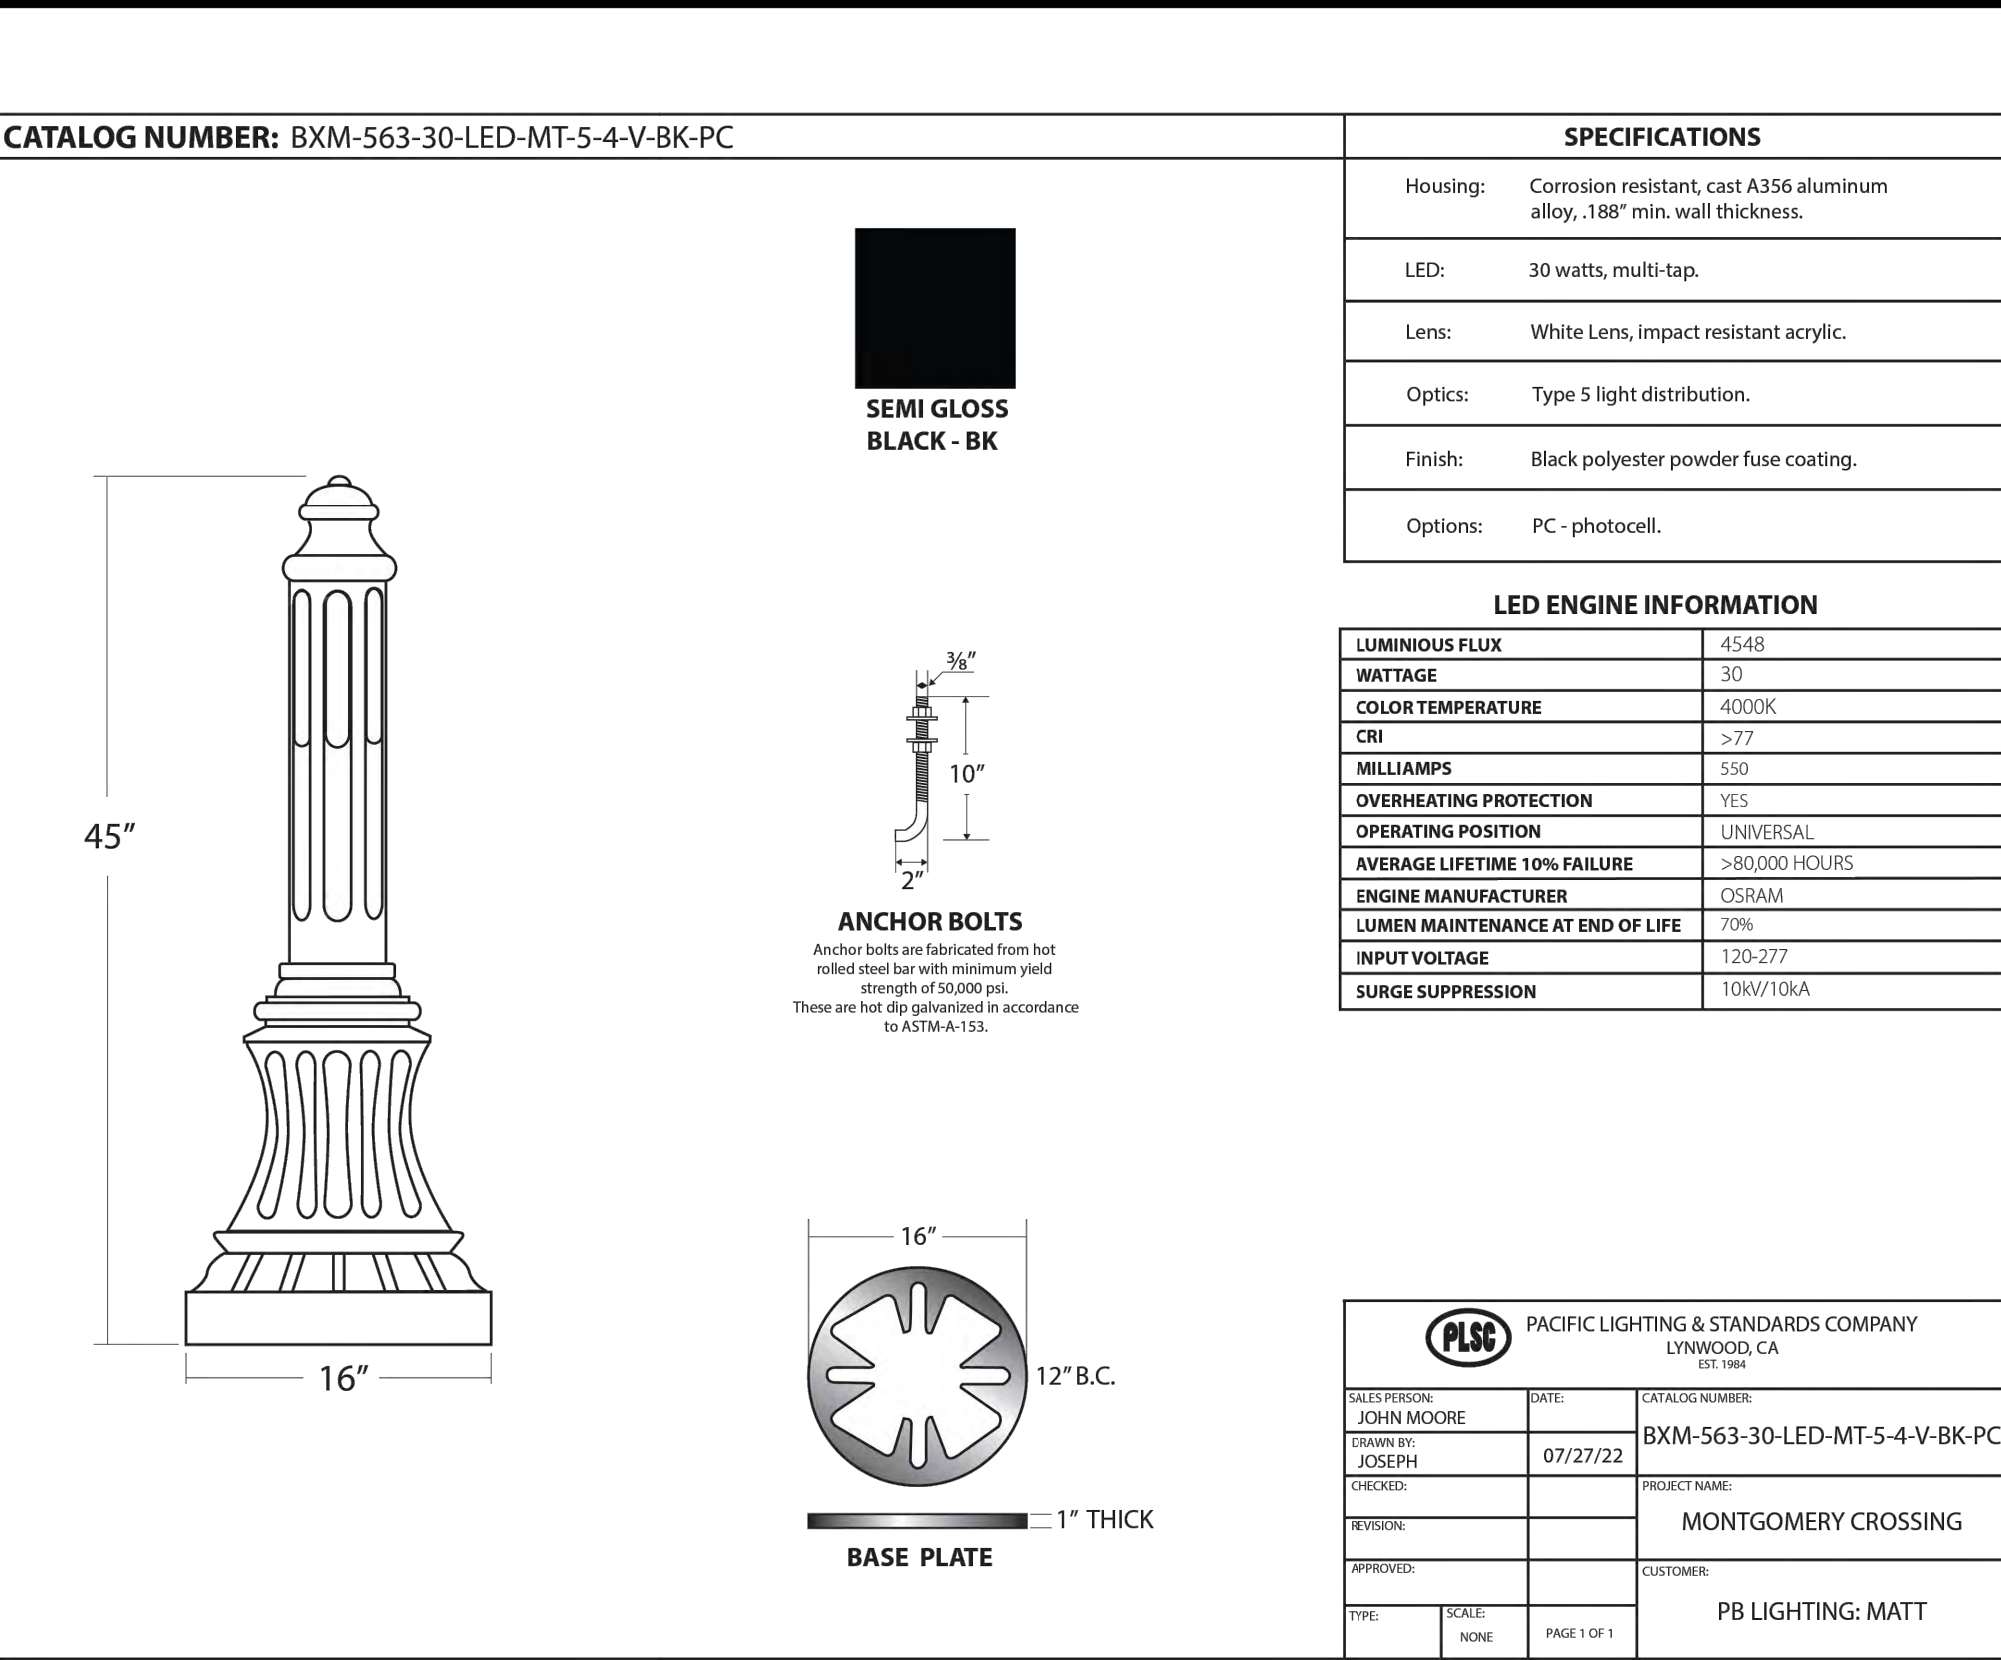 CATALOG NUMBER: BXM-563-30-LED-MT-5-4-V-BK-PC
SEMI GLOSS
BLACK - BK
45”
16”
⅜”
10”
2”
ANCHOR BOLTS
Anchor bolts are fabricated from hot
rolled steel bar with minimum yield
strength of 50,000 psi.
These are hot dip galvanized in accordance
to ASTM-A-153.
16”
12” B.C.
1” THICK
BASE PLATE
SPECIFICATIONS
Housing: Corrosion resistant, cast A356 aluminum
alloy, .188” min. wall thickness.
LED: 30 watts, multi-tap.
Lens: White Lens, impact resistant acrylic.
Optics: Type 5 light distribution.
Finish: Black polyester powder fuse coating.
Options: PC - photocell.
LED ENGINE INFORMATION
LUMINIOUS FLUX 4548
WATTAGE 30
COLOR TEMPERATURE 4000K
CRI >77
MILLIAMPS 550
OVERHEATING PROTECTION YES
OPERATING POSITION UNIVERSAL
AVERAGE LIFETIME 10% FAILURE >80,000 HOURS
ENGINE MANUFACTURER OSRAM
LUMEN MAINTENANCE AT END OF LIFE 70%
INPUT VOLTAGE 120-277
SURGE SUPPRESSION 10kV/10kA
PLSC
PACIFIC LIGHTING & STANDARDS COMPANY
LYNWOOD, CA
EST. 1984
SALES PERSON:
JOHN MOORE
DRAWN BY:
JOSEPH
CHECKED:
REVISION:
APPROVED:
TYPE:
SCALE:
NONE
DATE:
07/27/22
PAGE 1 OF 1
CATALOG NUMBER:
BXM-563-30-LED-MT-5-4-V-BK-PC
PROJECT NAME:
MONTGOMERY CROSSING
CUSTOMER:
PB LIGHTING: MATT